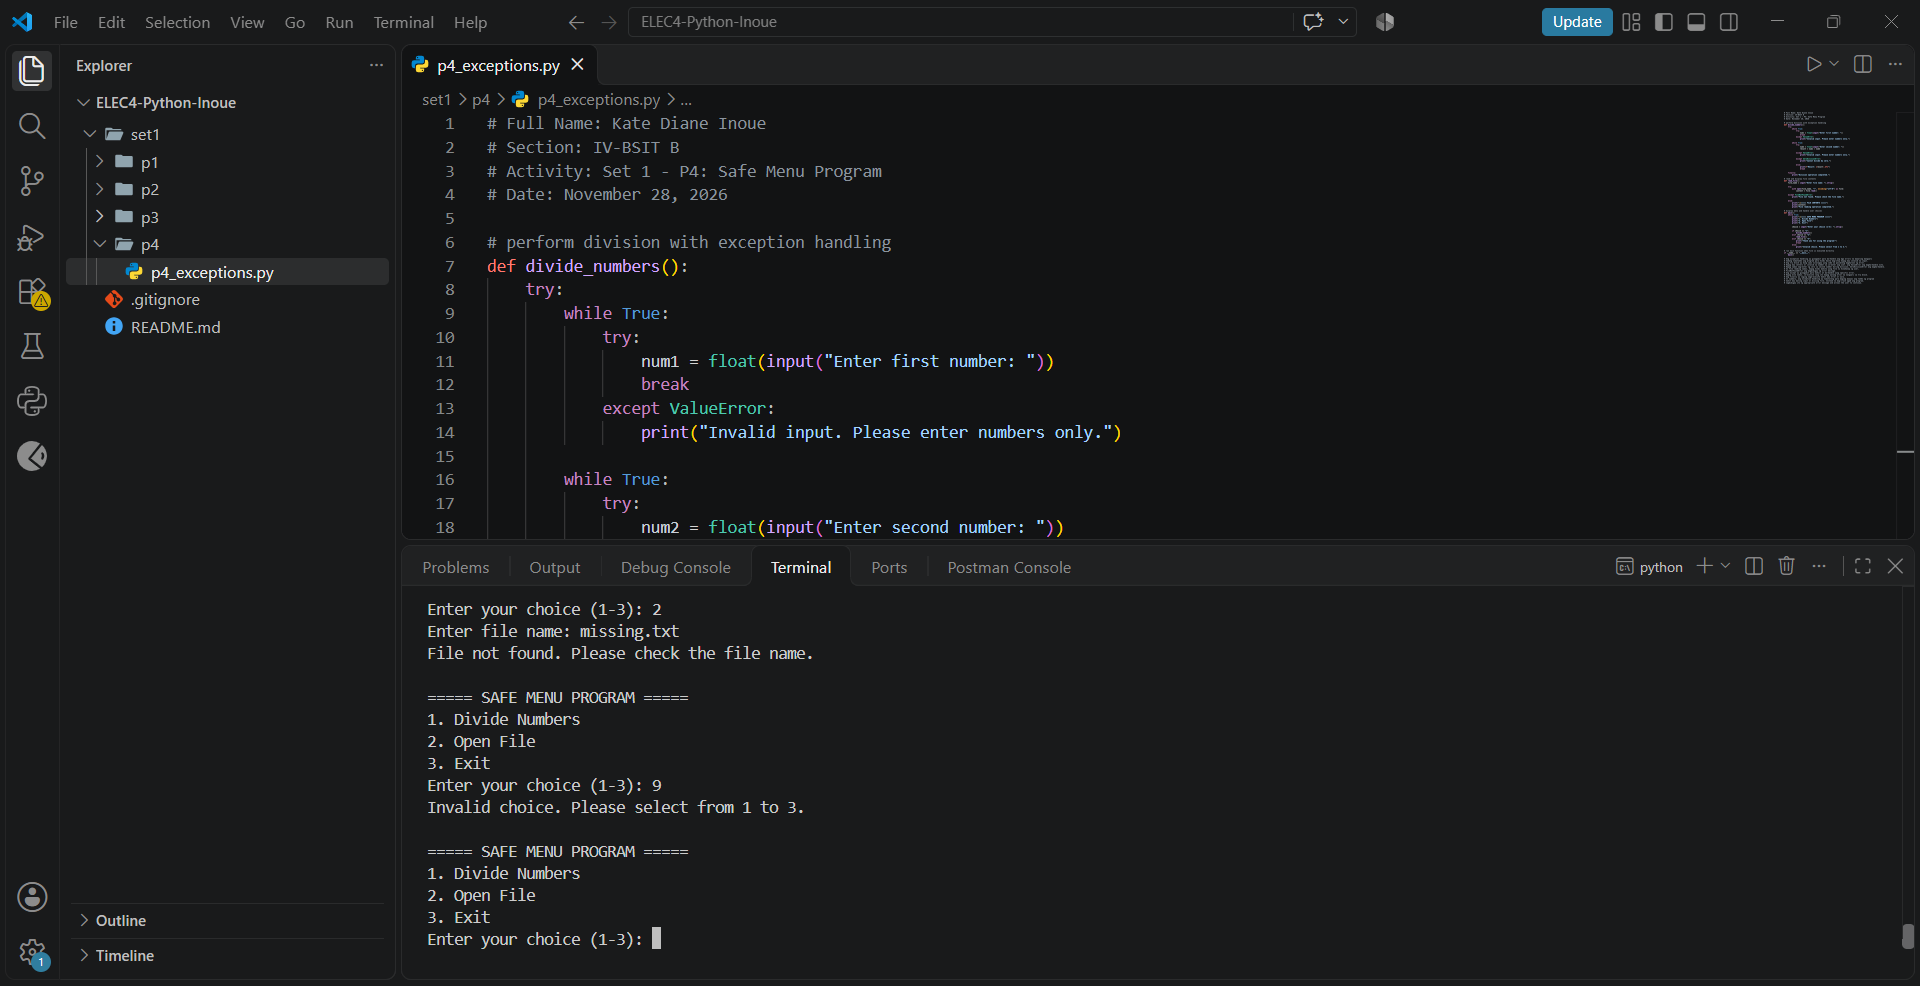 File Edit Selection View Go Run Terminal Help
ELEC4-Python-Inoue
Update
Explorer
ELEC4-Python-Inoue
set1
p1
p2
p3
p4
p4_exceptions.py
.gitignore
README.md
Outline
Timeline
1
p4_exceptions.py
set1 > p4 > p4_exceptions.py > ...
1 # Full Name: Kate Diane Inoue
2 # Section: IV-BSIT B
3 # Activity: Set 1 - P4: Safe Menu Program
4 # Date: November 28, 2026
5
6 # perform division with exception handling
7 def divide_numbers():
8 try:
9 while True:
10 try:
11 num1 = float(input("Enter first number: "))
12 break
13 except ValueError:
14 print("Invalid input. Please enter numbers only.")
15
16 while True:
17 try:
18 num2 = float(input("Enter second number: "))
Problems Output Debug Console Terminal Ports Postman Console
python
Enter your choice (1-3): 2
Enter file name: missing.txt
File not found. Please check the file name.
===== SAFE MENU PROGRAM =====
1. Divide Numbers
2. Open File
3. Exit
Enter your choice (1-3): 9
Invalid choice. Please select from 1 to 3.
===== SAFE MENU PROGRAM =====
1. Divide Numbers
2. Open File
3. Exit
Enter your choice (1-3):